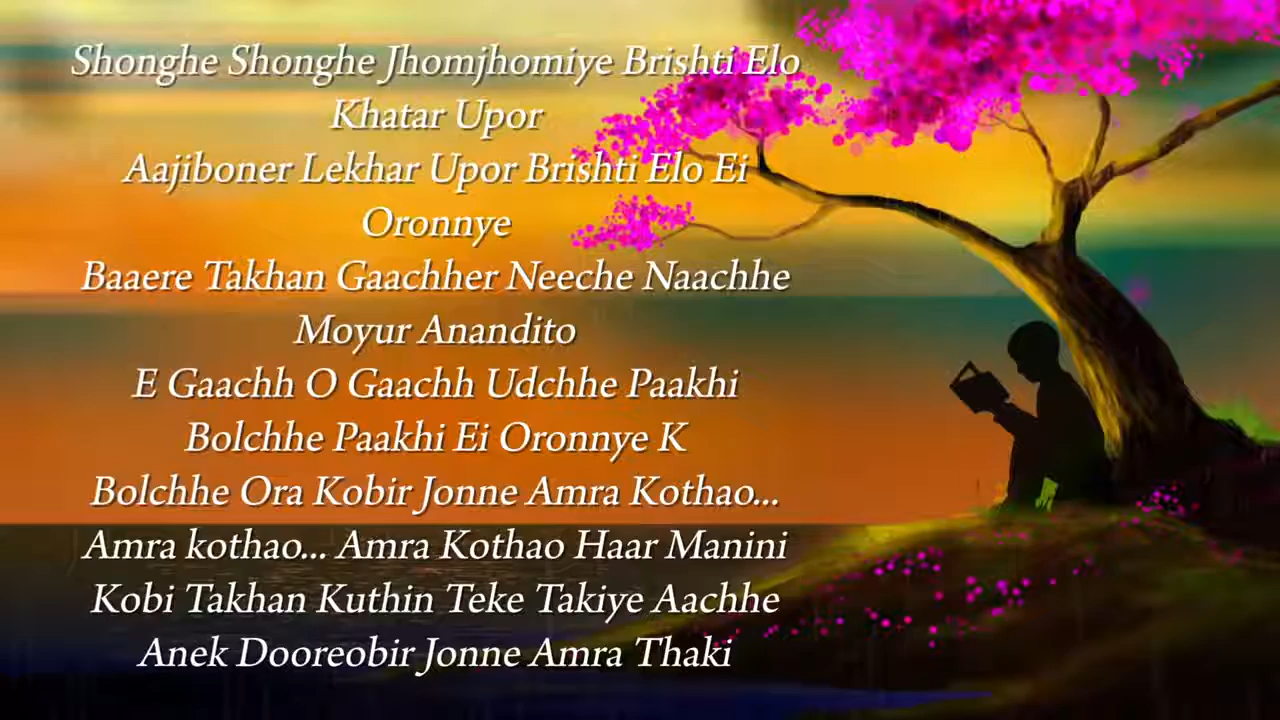 Shonghe Shonghe Jhomjhomiye Brishti Elo
Khatar Upor
Aajiboner Lekhar Upor Brishti Elo Ei
Oronnye
Baaere Takhan Gaachher Neeche Naachhe
Moyur Anandito
E Gaachh O Gaachh Udchhe Paakhi
Bolchhe Paakhi Ei Oronnye K
Bolchhe Ora Kobir Jonne Amra Kothao...
Amra kothao... Amra Kothao Haar Manini
Kobi Takhan Kuthin Teke Takiye Aachhe
Anek Dooreobir Jonne Amra Thaki